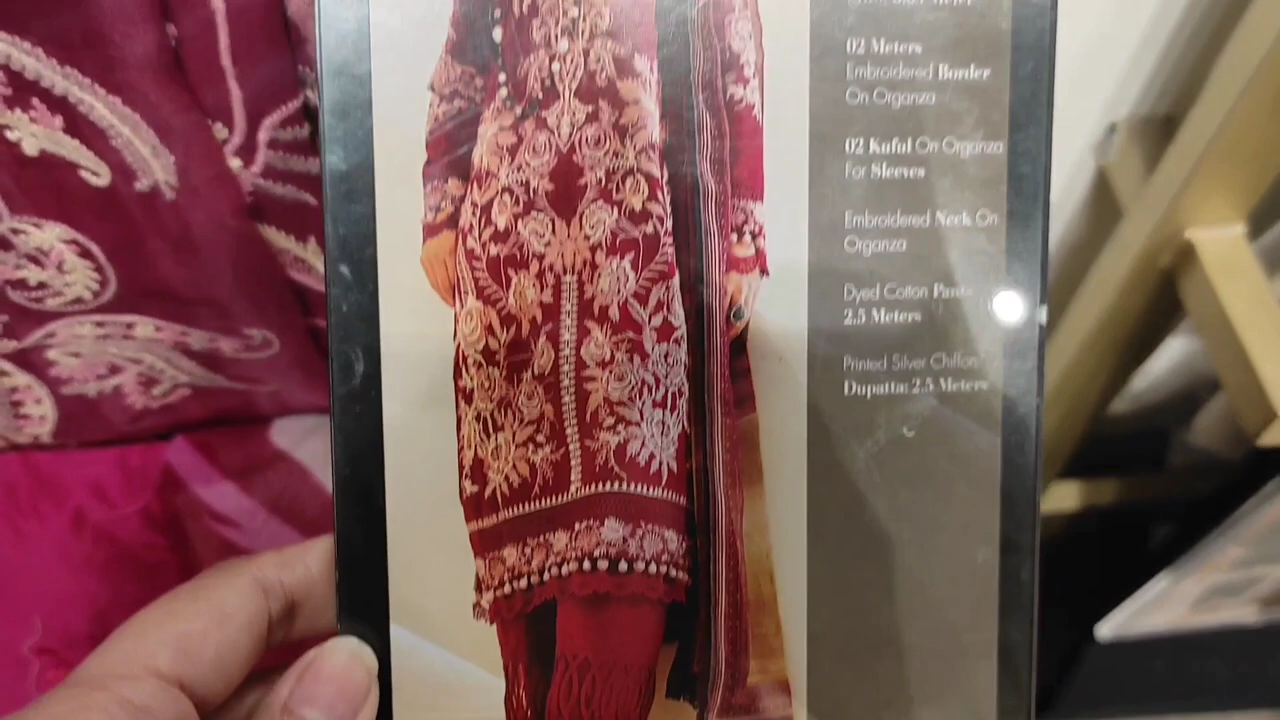 02 Meters
Embroidered Border
On Organza
02 Kaful On Organza
For Sleeves
Embroidered Neck On
Organza
Dyed Cotton
2.5 Meters
Printed Silver Chiffon
Dupatta: 2.5 Meters